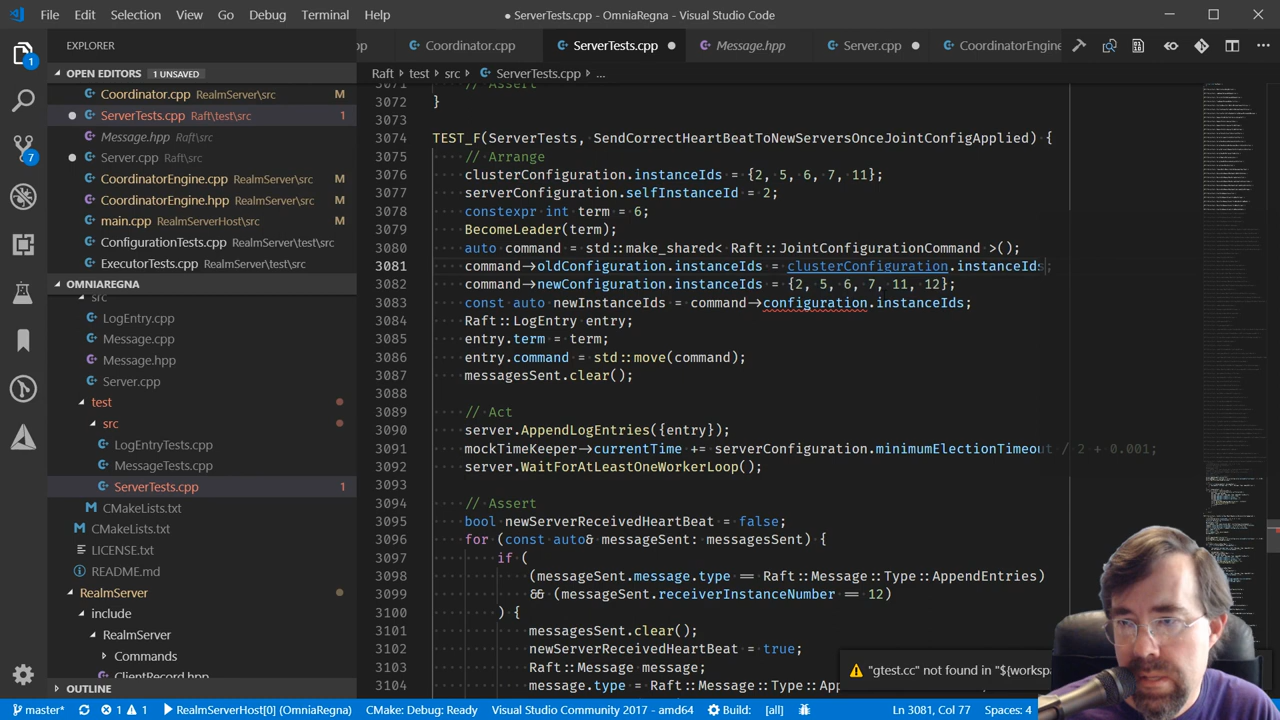 File Edit Selection View Go Debug Terminal Help ● ServerTests.cpp - OmniaRegna - Visual Studio Code
EXPLORER
pp Coordinator.cpp ServerTests.cpp Message.hpp Server.cpp CoordinatorEngine
OPEN EDITORS 1 UNSAVED
Coordinator.cpp RealmServer\src M
ServerTests.cpp Raft\test\src 1
Message.hpp Raft\src
Server.cpp Raft\src
CoordinatorEngine.cpp RealmServer\src M
CoordinatorEngine.hpp RealmServer\src M
main.cpp RealmServerHost\src M
ConfigurationTests.cpp RealmServer\src
ExecutorTests.cpp RealmServer\src
OMNIAREGNA
src
LogEntry.cpp
Message.cpp
Message.hpp
Server.cpp
test
src
LogEntryTests.cpp
MessageTests.cpp
ServerTests.cpp 1
CMakeLists.txt
CMakeLists.txt
LICENSE.txt
README.md
RealmServer
include
RealmServer
Commands
ClientRecord.hpp
OUTLINE
1
7
Raft › test › src › ServerTests.cpp › ...
3071 // Assert
3072 }
3073
3074 TEST_F(ServerTests, SendCorrectHeartBeatToNewServersOnceJointConfigApplied) {
3075 // Arrange
3076 clusterConfiguration.instanceIds = {2, 5, 6, 7, 11};
3077 serverConfiguration.selfInstanceId = 2;
3078 constexpr int term = 6;
3079 BecomeLeader(term);
3080 auto command = std::make_shared< Raft::JointConfigurationCommand >();
3081 command->oldConfiguration.instanceIds = clusterConfiguration.instanceIds;
3082 command->newConfiguration.instanceIds = {2, 5, 6, 7, 11, 12};
3083 const auto newInstanceIds = command->configuration.instanceIds;
3084 Raft::LogEntry entry;
3085 entry.term = term;
3086 entry.command = std::move(command);
3087 messagesSent.clear();
3088
3089 // Act
3090 server.AppendLogEntries({entry});
3091 mockTimeKeeper->currentTime += serverConfiguration.minimumElectionTimeout / 2 + 0.001;
3092 server.WaitForAtLeastOneWorkerLoop();
3093
3094 // Assert
3095 bool newServerReceivedHeartBeat = false;
3096 for (const auto& messageSent: messagesSent) {
3097 if (
3098 (messageSent.message.type == Raft::Message::Type::AppendEntries)
3099 && (messageSent.receiverInstanceNumber == 12)
3100 ) {
3101 messagesSent.clear();
3102 newServerReceivedHeartBeat = true;
3103 Raft::Message message;
3104 message.type = Raft::Message::Type::App
"gtest.cc" not found in "${worksp
master* 1 1 RealmServerHost[0] (OmniaRegna) CMake: Debug: Ready Visual Studio Community 2017 - amd64 Build: [all] Ln 3081, Col 77 Spaces: 4